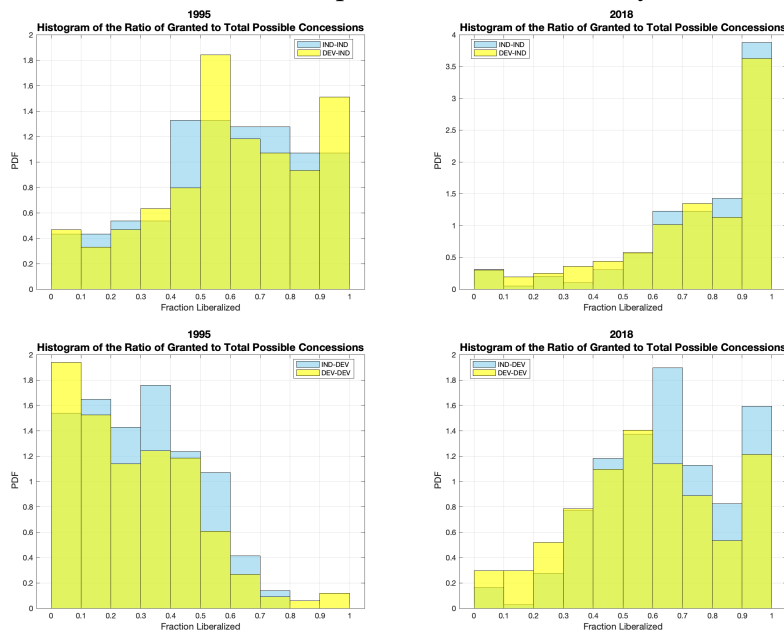 1995
Histogram of the Ratio of Granted to Total Possible Concessions
IND-IND
DEV-IND
PDF
2
1.8
1.6
1.4
1.2
1
0.8
0.6
0.4
0.2
0
0 0.1 0.2 0.3 0.4 0.5 0.6 0.7 0.8 0.9 1
Fraction Liberalized
2018
Histogram of the Ratio of Granted to Total Possible Concessions
IND-IND
DEV-IND
PDF
4
3.5
3
2.5
2
1.5
1
0.5
0
0 0.1 0.2 0.3 0.4 0.5 0.6 0.7 0.8 0.9 1
Fraction Liberalized
1995
Histogram of the Ratio of Granted to Total Possible Concessions
IND-DEV
DEV-DEV
PDF
2
1.8
1.6
1.4
1.2
1
0.8
0.6
0.4
0.2
0
0 0.1 0.2 0.3 0.4 0.5 0.6 0.7 0.8 0.9 1
Fraction Liberalized
2018
Histogram of the Ratio of Granted to Total Possible Concessions
IND-DEV
DEV-DEV
PDF
2
1.8
1.6
1.4
1.2
1
0.8
0.6
0.4
0.2
0
0 0.1 0.2 0.3 0.4 0.5 0.6 0.7 0.8 0.9 1
Fraction Liberalized